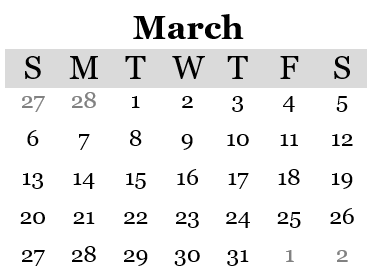 March
S M T W T F S
27 28 1 2 3 4 5
6 7 8 9 10 11 12
13 14 15 16 17 18 19
20 21 22 23 24 25 26
27 28 29 30 31 1 2